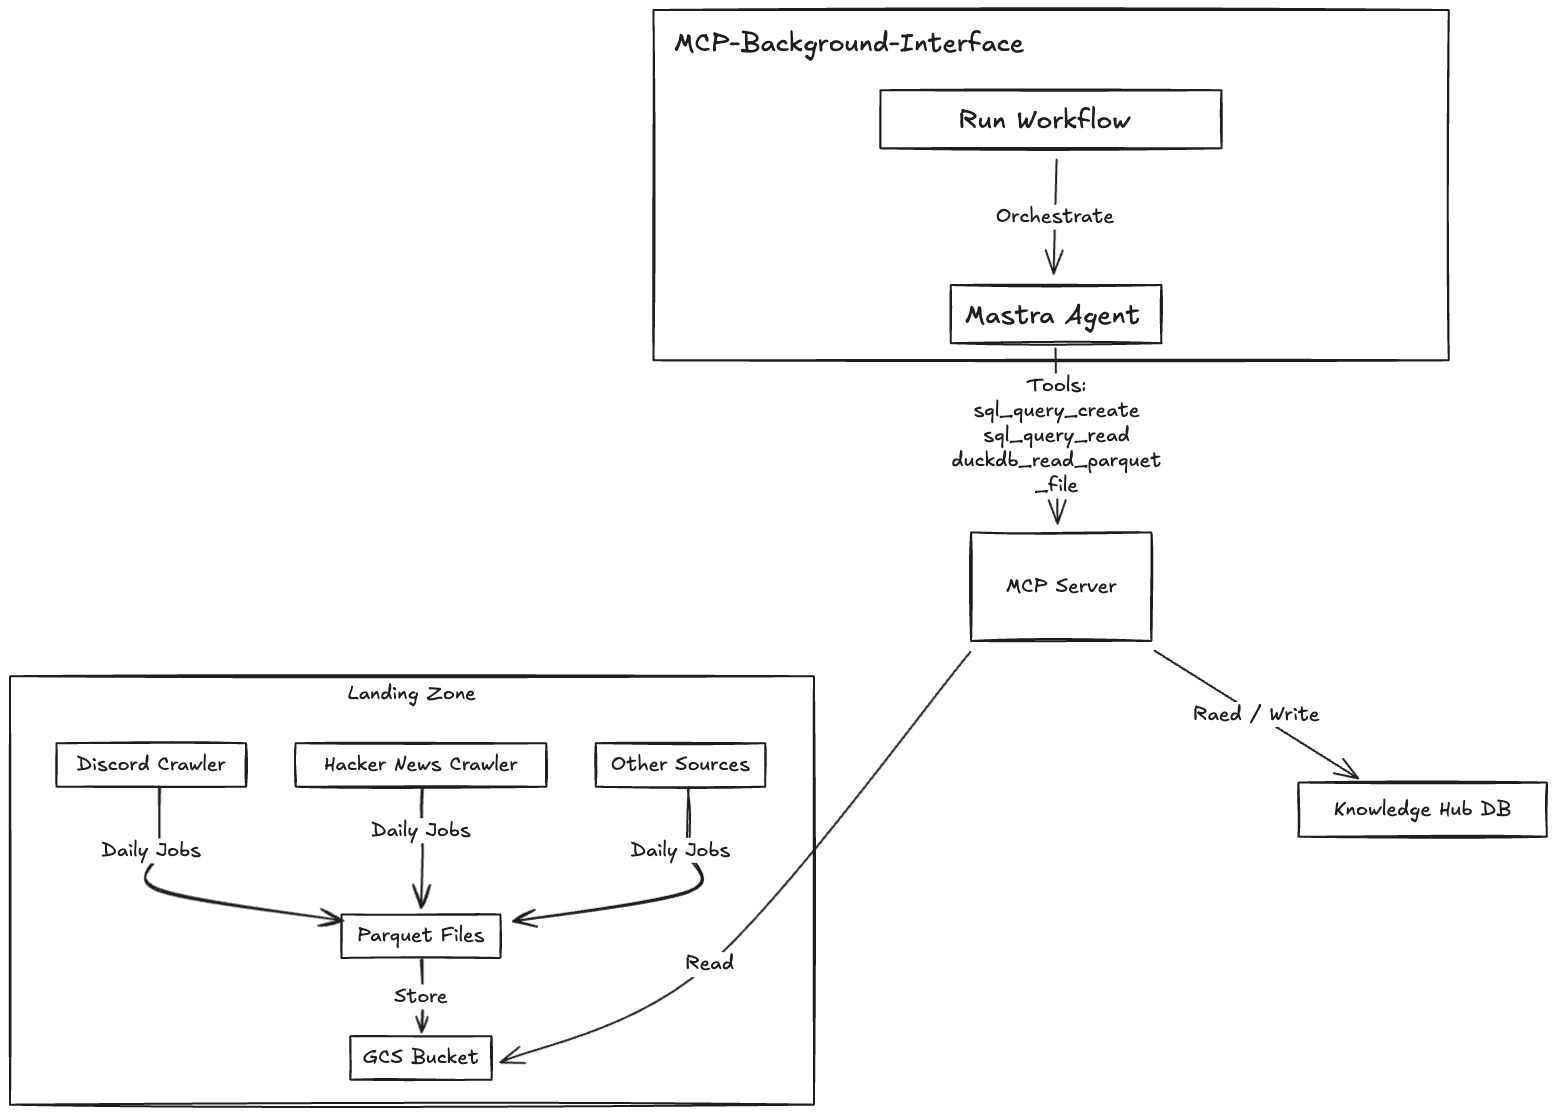 MCP-Background-Interface
Run Workflow
Orchestrate
Mastra Agent
Tools:
sql_query_create
sql_query_read
duckdb_read_parquet
_file
MCP Server
Raed / Write
Knowledge Hub DB
Landing Zone
Discord Crawler
Hacker News Crawler
Other Sources
Daily Jobs
Daily Jobs
Daily Jobs
Parquet Files
Read
Store
GCS Bucket